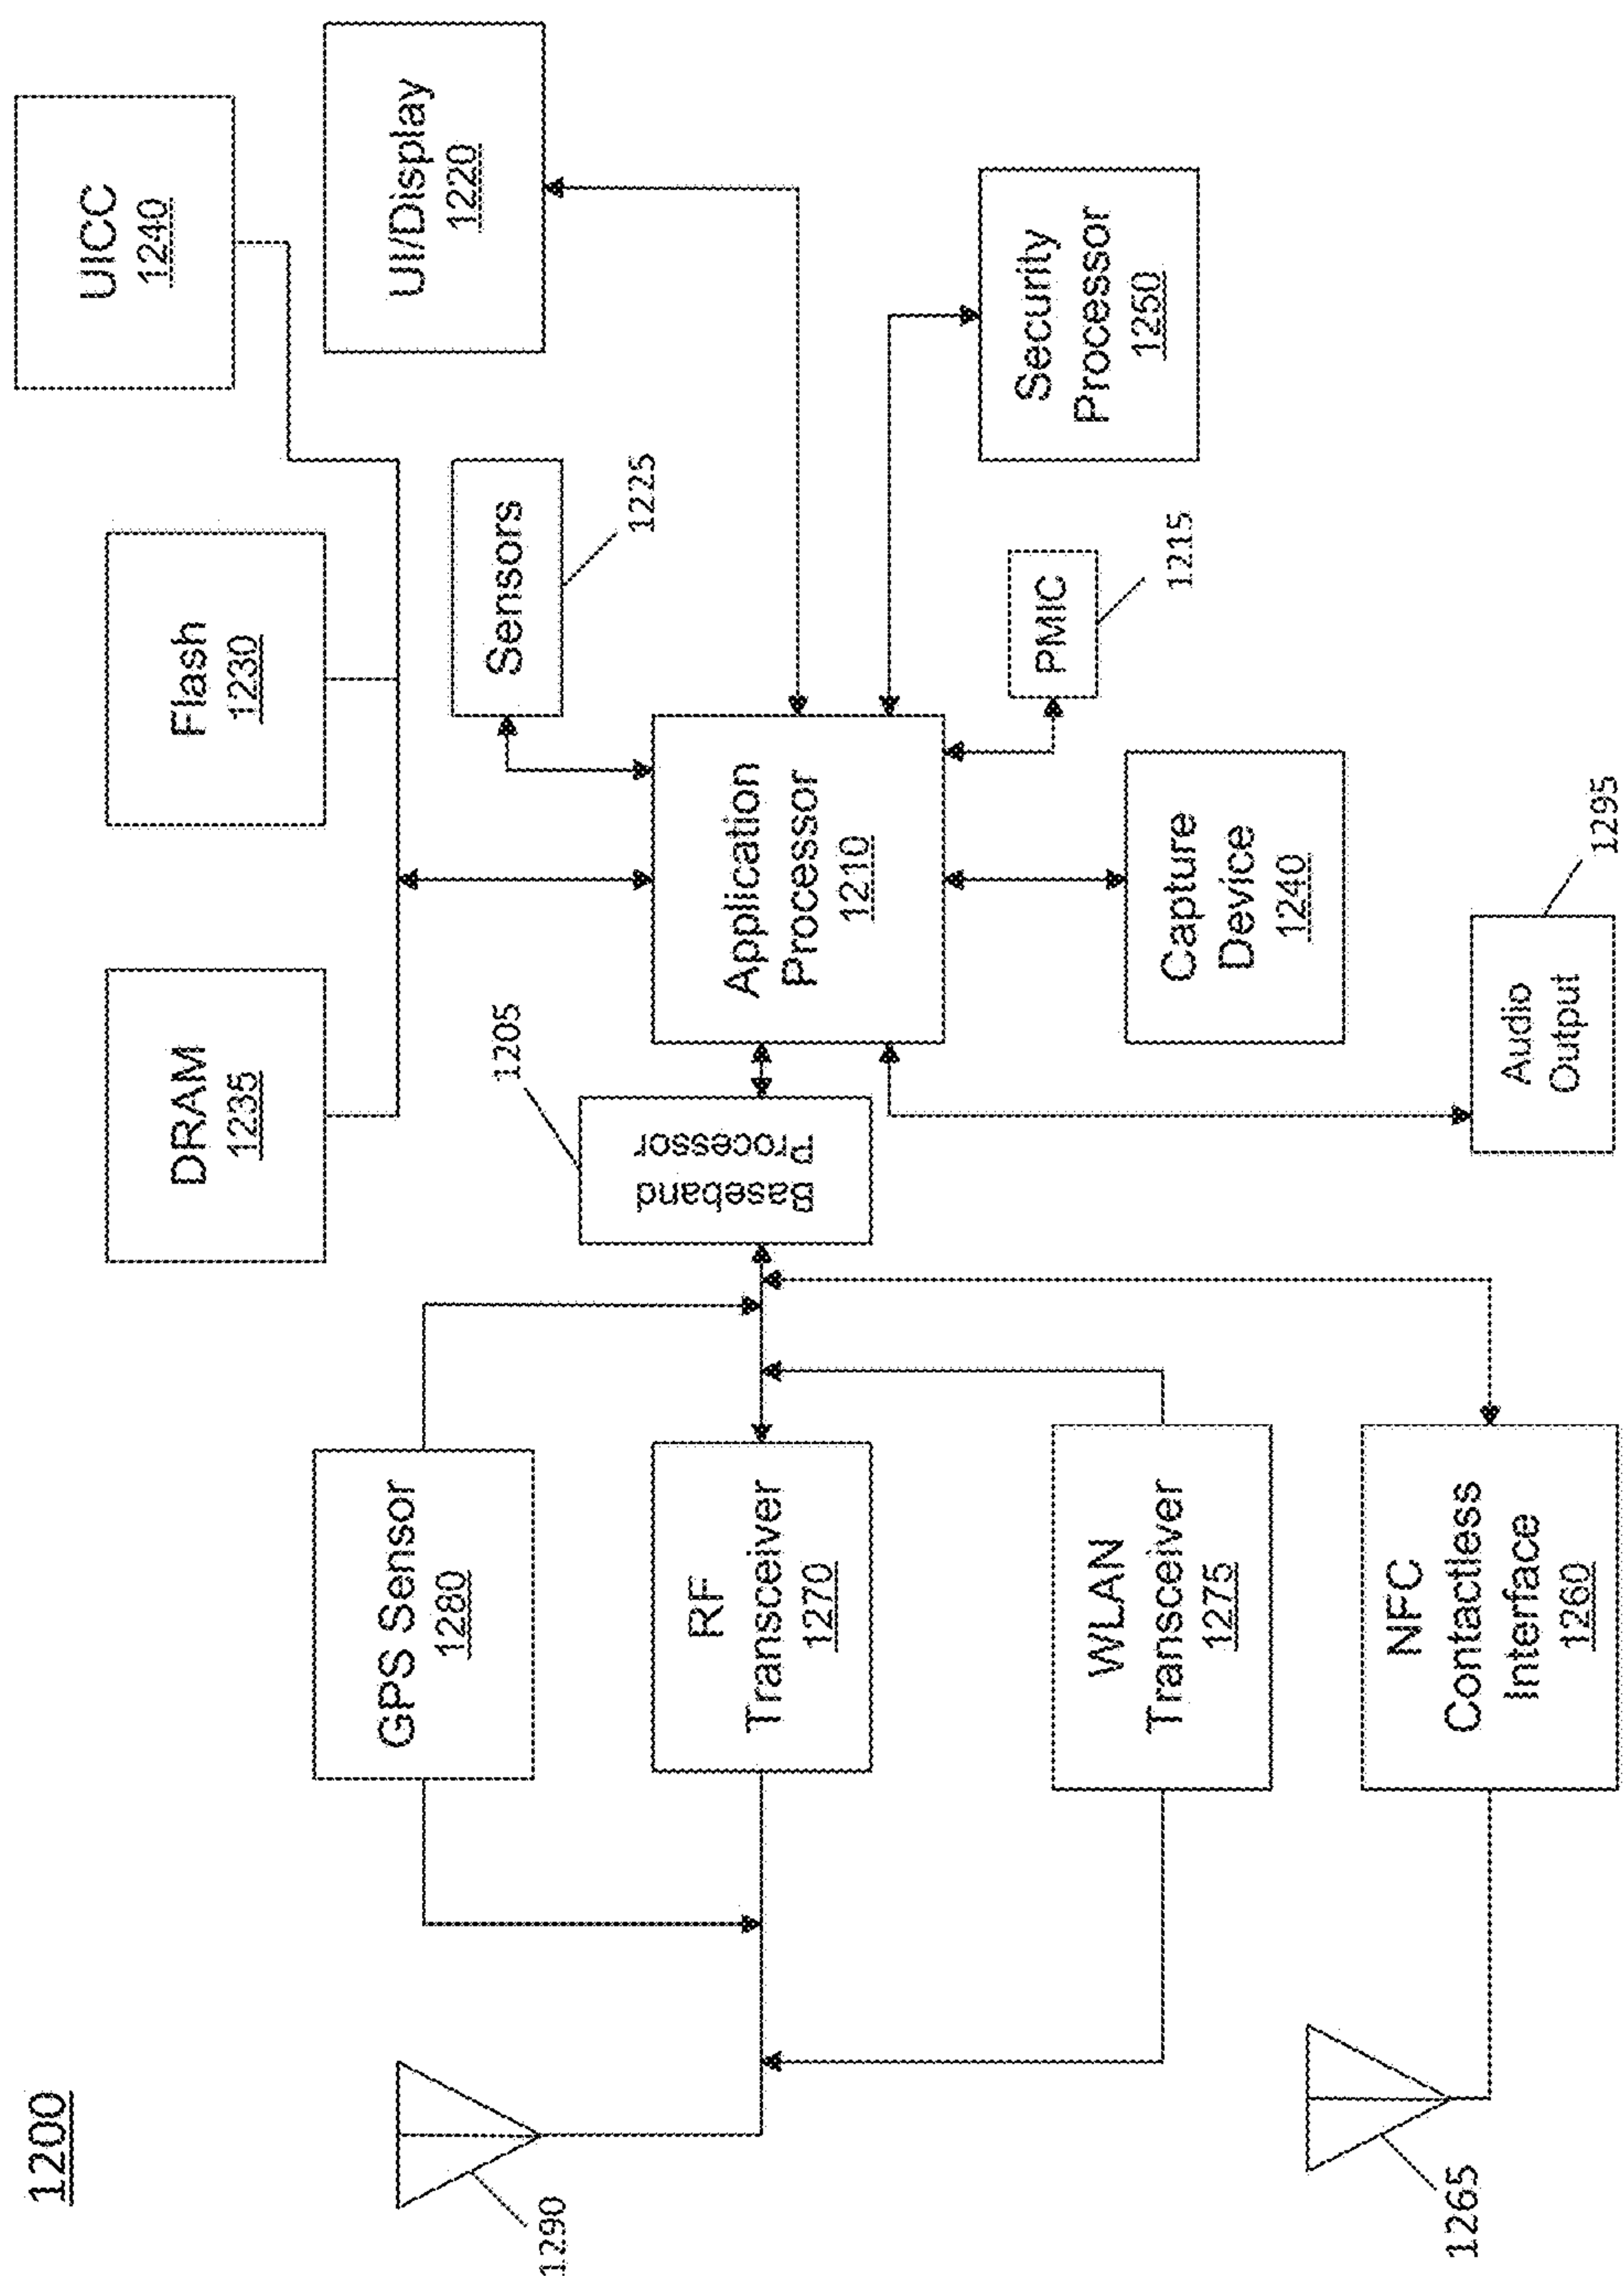 1200
UICC
1240
Flash
1230
DRAM
1235
UI/Display
1220
Sensors
1225
GPS Sensor
1280
1290
1205
Baseband
Processor
Application
Processor
1210
RF
Transceiver
1270
Security
Processor
1250
PMIC
1215
WLAN
Transceiver
1275
Capture
Device
1240
NFC
Contactless
Interface
1260
1265
Audio
Output
1295